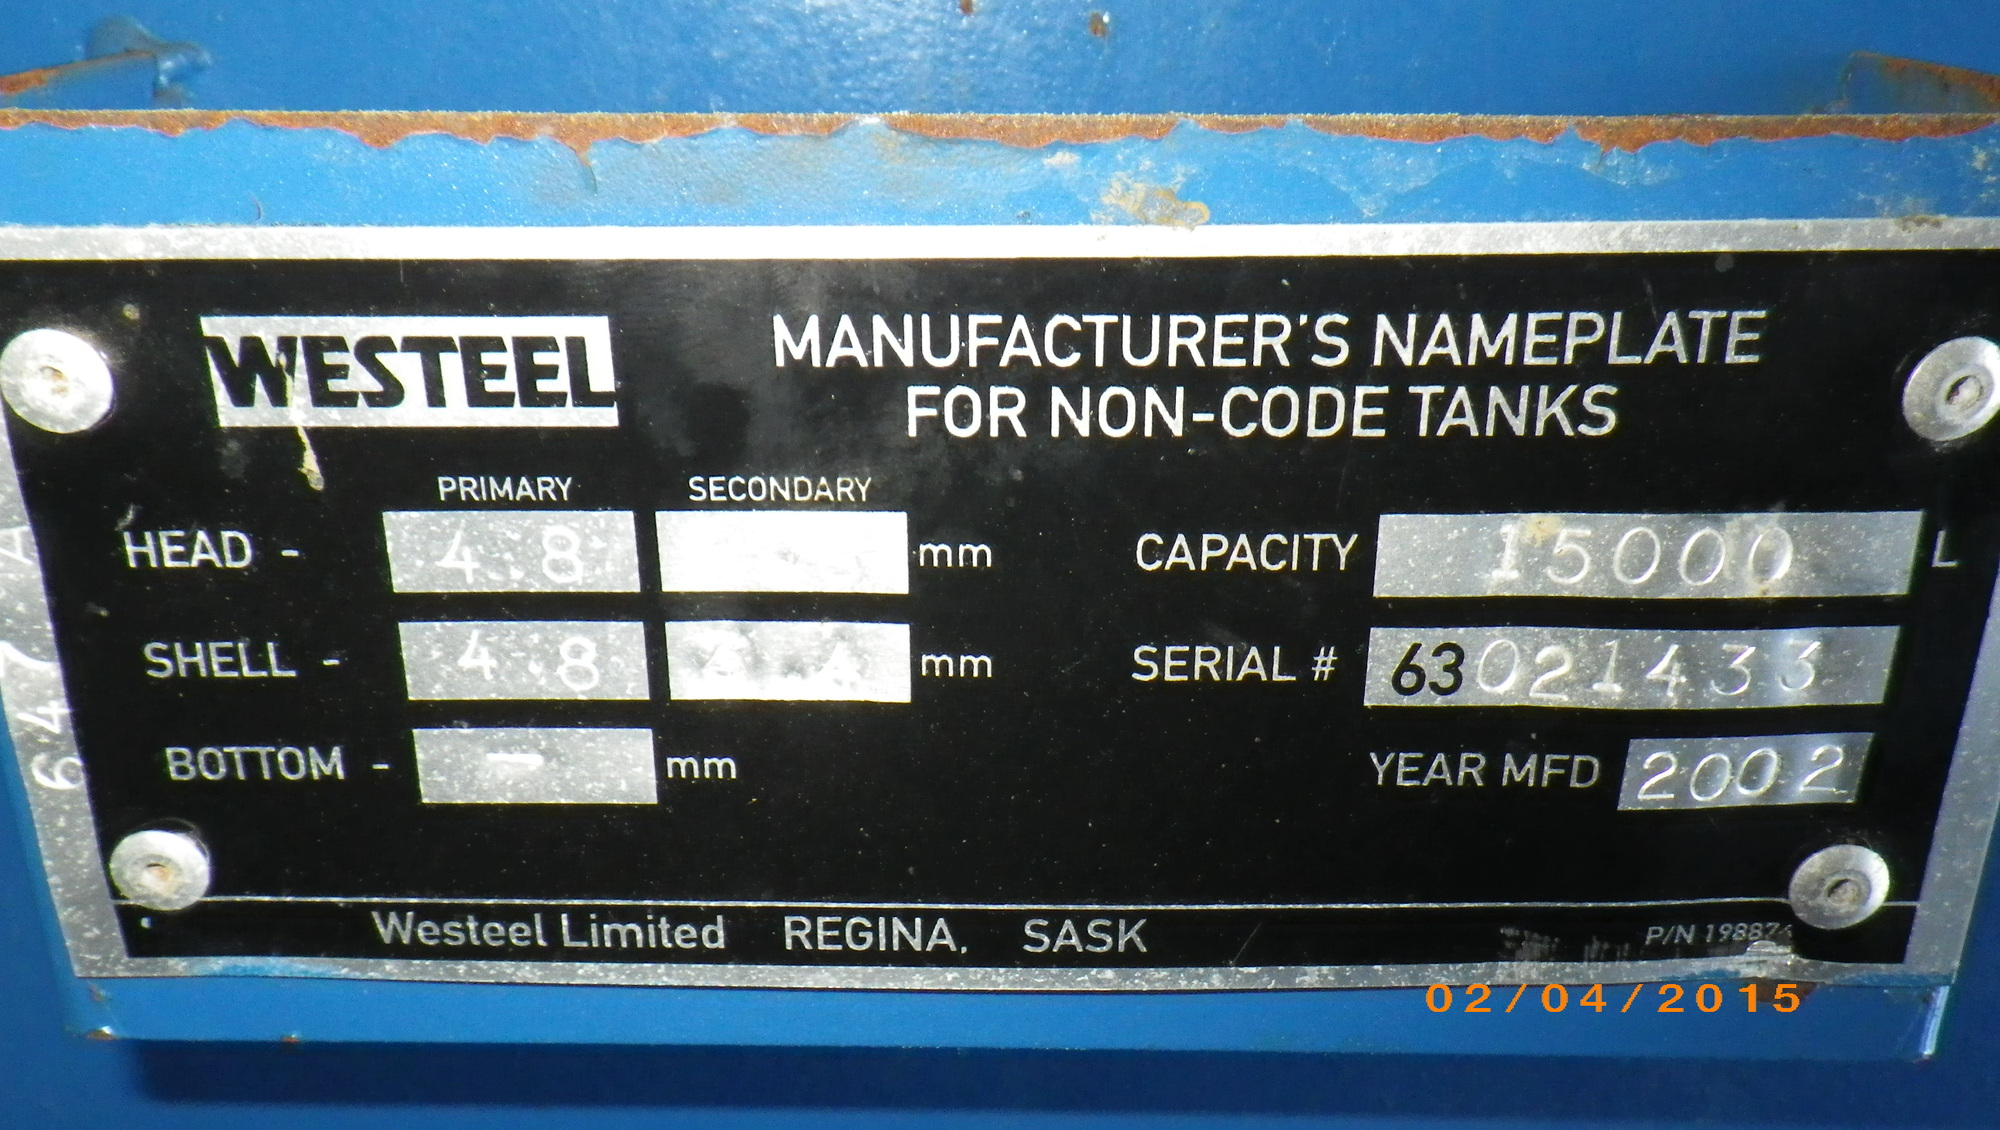 WESTEEL
MANUFACTURER'S NAMEPLATE
FOR NON-CODE TANKS
PRIMARY SECONDARY
HEAD - 4.8 mm
SHELL - 4.8 mm
BOTTOM - - mm
CAPACITY 15000 L
SERIAL # 63021433
YEAR MFD 2002
Westeel Limited REGINA, SASK
P/N
647A
02/04/2015